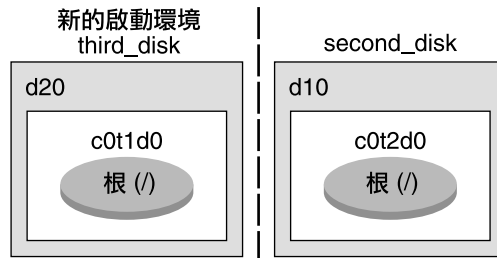 新的啟動環境
third_disk
second_disk
d20
d10
c0t1d0
c0t2d0
根 (/)
根 (/)